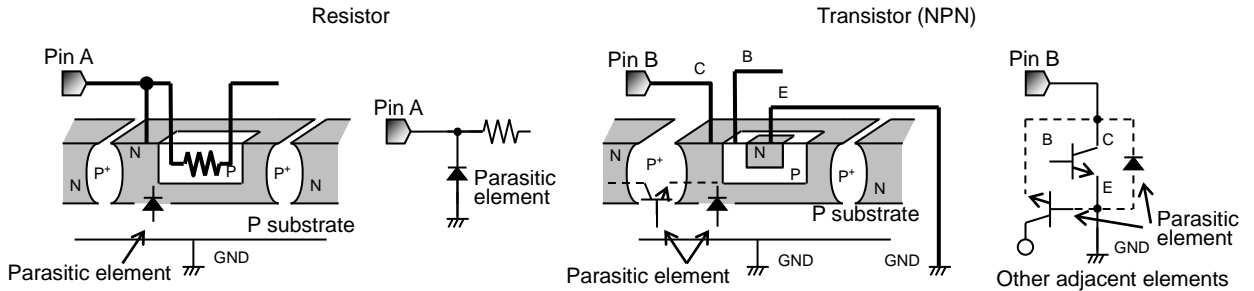 Resistor
Transistor (NPN)
Pin A
N
P+
N
P
P+
N
P substrate
GND
Parasitic element
Pin A
Parasitic
element
Pin B
C
B
E
N
P+
N
P
P+
N
P substrate
GND
GND
Parasitic element
Pin B
B
C
E
GND
Parasitic
element
Other adjacent elements